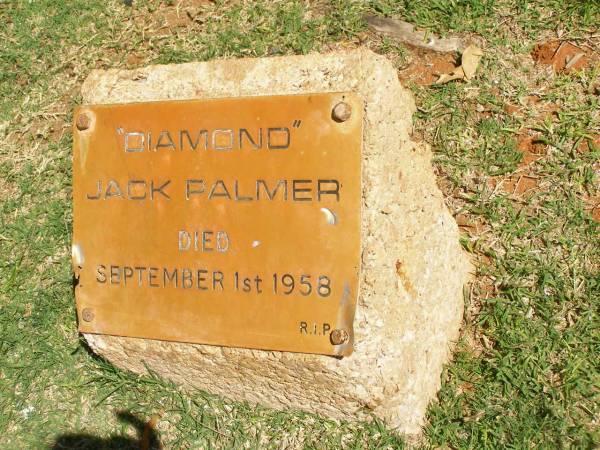 "DIAMOND"
JACK PALMER
DIED
SEPTEMBER 1st 1958
R.I.P.